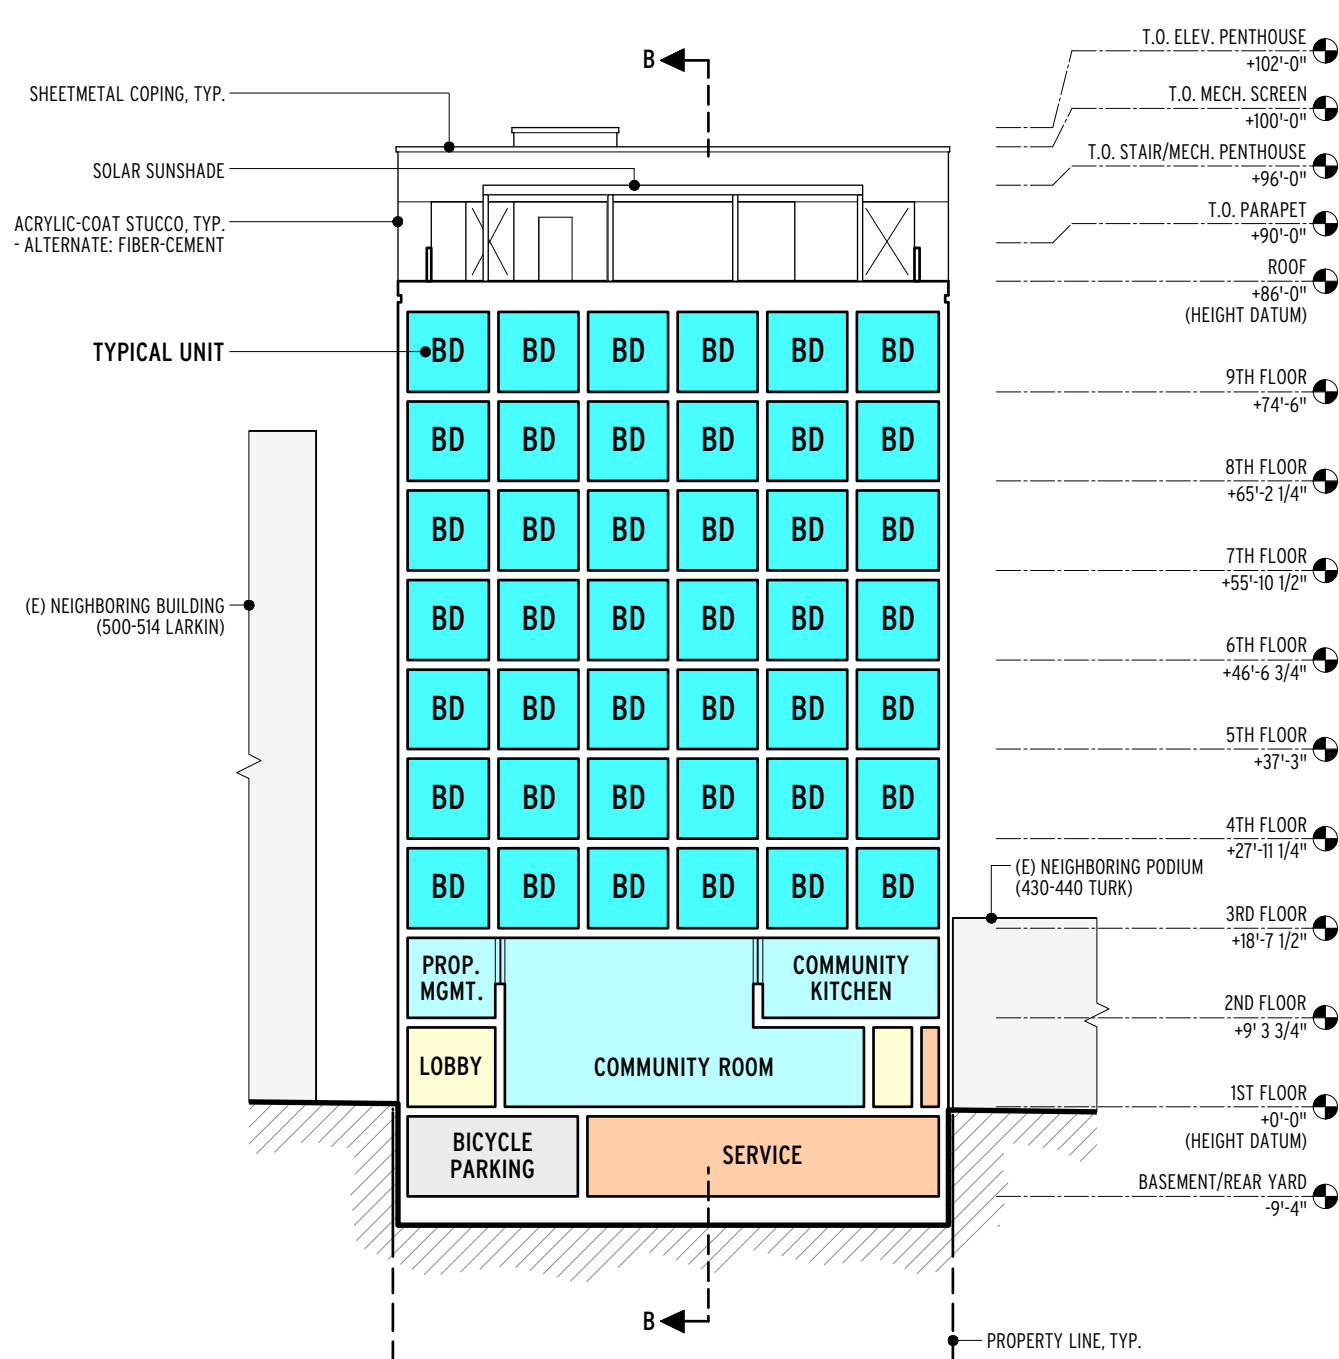 B
T.O. ELEV. PENTHOUSE
+102'-0"
SHEETMETAL COPING, TYP.
T.O. MECH. SCREEN
+100'-0"
SOLAR SUNSHADE
T.O. STAIR/MECH. PENTHOUSE
+96'-0"
ACRYLIC-COAT STUCCO, TYP.
- ALTERNATE: FIBER-CEMENT
T.O. PARAPET
+90'-0"
ROOF
+86'-0"
(HEIGHT DATUM)
TYPICAL UNIT
BD BD BD BD BD BD
9TH FLOOR
+74'-6"
BD BD BD BD BD BD
8TH FLOOR
+65'-2 1/4"
BD BD BD BD BD BD
7TH FLOOR
+55'-10 1/2"
(E) NEIGHBORING BUILDING
(500-514 LARKIN)
BD BD BD BD BD BD
6TH FLOOR
+46'-6 3/4"
BD BD BD BD BD BD
5TH FLOOR
+37'-3"
BD BD BD BD BD BD
4TH FLOOR
+27'-11 1/4"
(E) NEIGHBORING PODIUM
(430-440 TURK)
BD BD BD BD BD BD
3RD FLOOR
+18'-7 1/2"
PROP.
MGMT.
COMMUNITY
KITCHEN
2ND FLOOR
+9' 3 3/4"
LOBBY
COMMUNITY ROOM
1ST FLOOR
+0'-0"
(HEIGHT DATUM)
BICYCLE
PARKING
SERVICE
BASEMENT/REAR YARD
-9'-4"
B
PROPERTY LINE, TYP.